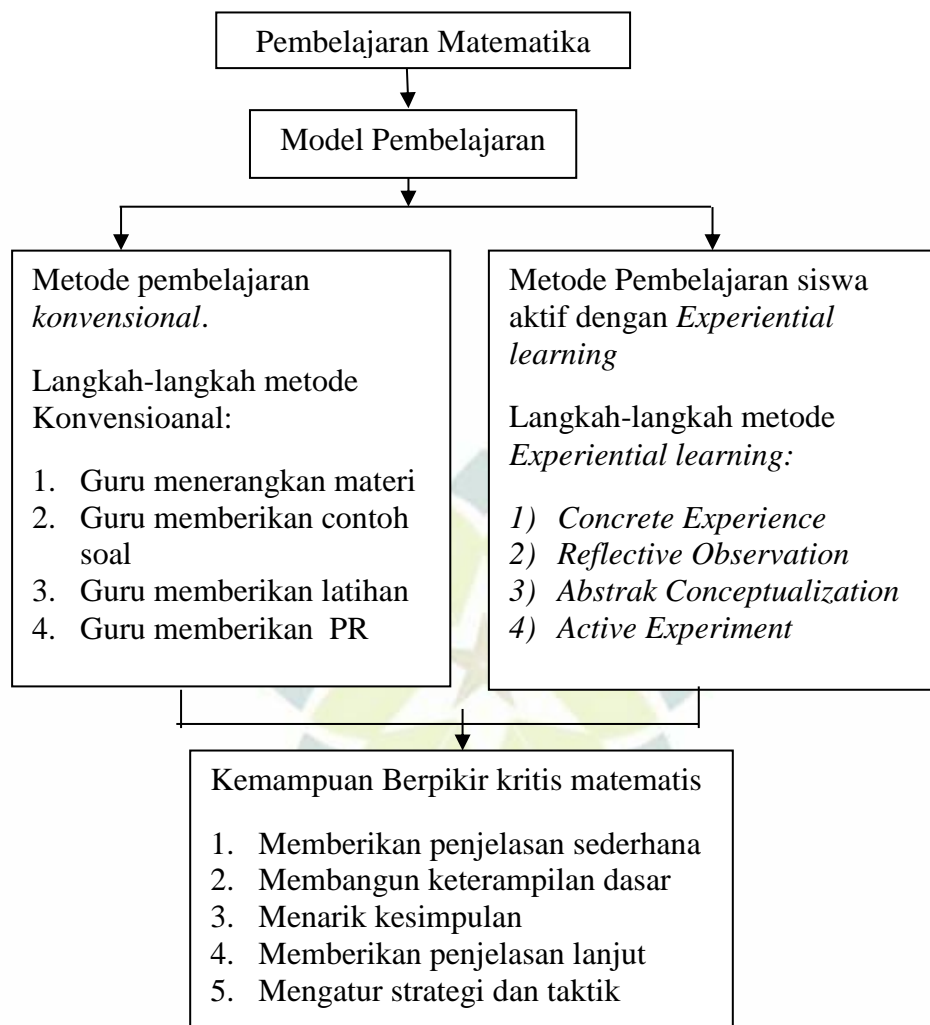 Pembelajaran Matematika
Model Pembelajaran
Metode pembelajaran
konvensional.
Langkah-langkah metode
Konvensioanal:
1. Guru menerangkan materi
2. Guru memberikan contoh
soal
3. Guru memberikan latihan
4. Guru memberikan PR
Metode Pembelajaran siswa
aktif dengan Experiential
learning
Langkah-langkah metode
Experiential learning:
1) Concrete Experience
2) Reflective Observation
3) Abstrak Conceptualization
4) Active Experiment
Kemampuan Berpikir kritis matematis
1. Memberikan penjelasan sederhana
2. Membangun keterampilan dasar
3. Menarik kesimpulan
4. Memberikan penjelasan lanjut
5. Mengatur strategi dan taktik